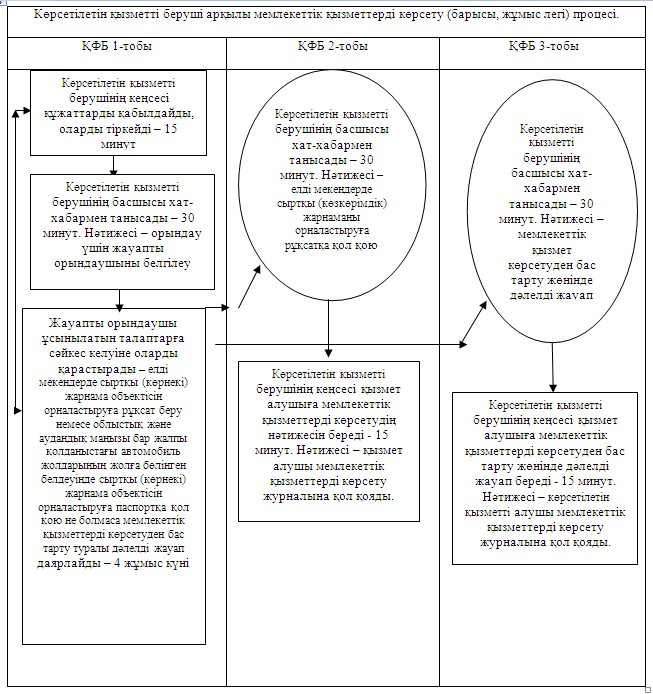 Көрсетілетін қызметті беруші арқылы мемлекеттік қызметтерді көрсету (барысы, жұмыс легі) процесі.
ҚФБ 1-тобы
ҚФБ 2-тобы
ҚФБ 3-тобы
Көрсетілетін қызметті
берушінің кеңсесі
құжаттарды қабылдайды,
оларды тіркейді – 15
минут
Көрсетілетін қызметті
берушінің басшысы хат-
хабармен танысады – 30
минут. Нәтижесі – орындау
үшін жауапты
орындаушыны белгілеу
Жауапты орындаушы
ұсынылатын талаптарға
сәйкес келуіне оларды
қарастырады – елді
мекендерде сыртқы (көрнекі)
жарнама объектісін
орналастыруға рұқсат беру
немесе облыстық және
аудандық маңызы бар жалпы
қолданыстағы автомобиль
жолдарының жолға бөлінген
белдеуінде сыртқы (көрнекі)
жарнама объектісін
орналастыруға паспортқа қол
қою не болмаса мемлекеттік
қызметтерді көрсетуден бас
тарту туралы дәлелді жауап
даярлайды – 4 жұмыс күні
Көрсетілетін қызметті
берушінің басшысы
хат-хабармен
танысады – 30
минут. Нәтижесі –
елді мекендерде
сыртқы (көзкөрімдік)
жарнаманы
орналастыруға
рұқсатқа қол қою
Көрсетілетін қызметті
берушінің кеңсесі қызмет
алушыға мемлекеттік
қызметтерді көрсетудің
нәтижесін береді - 15
минут. Нәтижесі – қызмет
алушы мемлекеттік
қызметтерді көрсету
журналына қол қояды.
Көрсетілетін
қызметті
берушінің
басшысы хат-
хабармен
танысады – 30
минут. Нәтижесі –
мемлекеттік
қызмет
көрсетуден бас
тарту жөнінде
дәлелді жауап
Көрсетілетін қызметті
берушінің кеңсесі қызмет
алушыға мемлекеттік
қызметтерді көрсетуден бас
тарту жөнінде дәлелді
жауап береді - 15 минут.
Нәтижесі – көрсетілетін
қызметті алушы мемлекеттік
қызметтерді көрсету
журналына қол қояды.